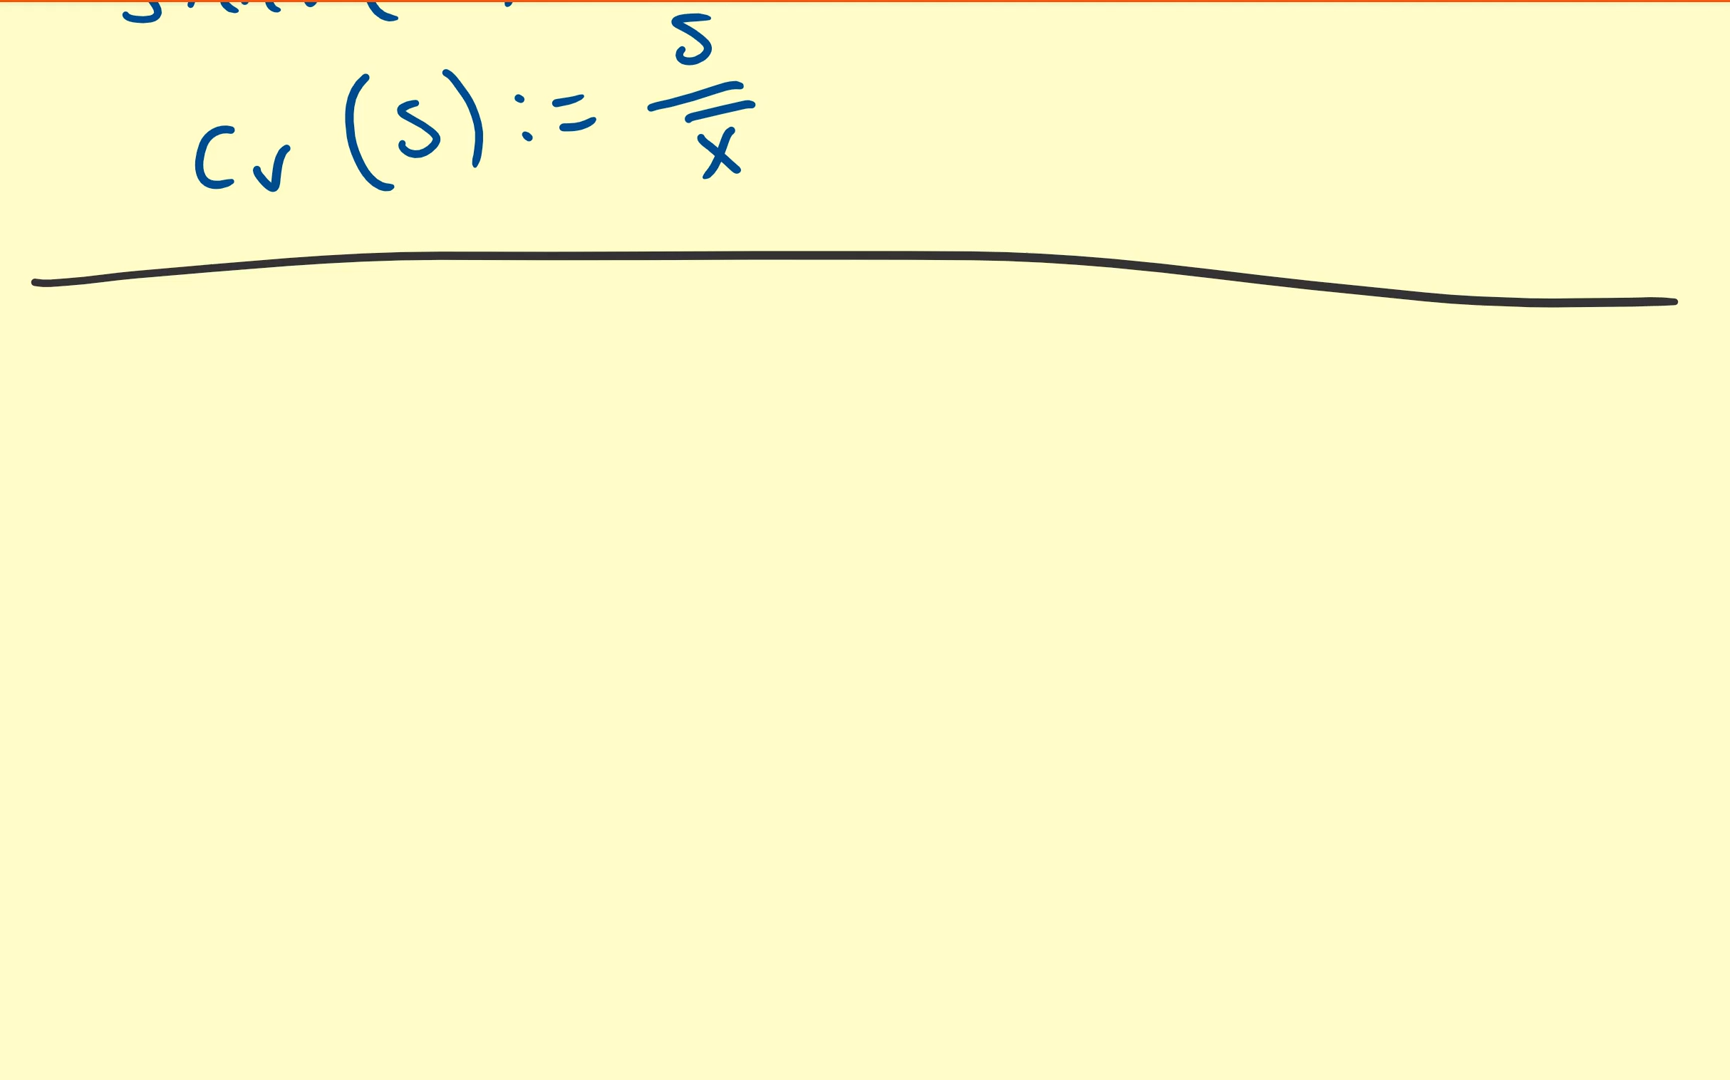 Cv (s) := s / x